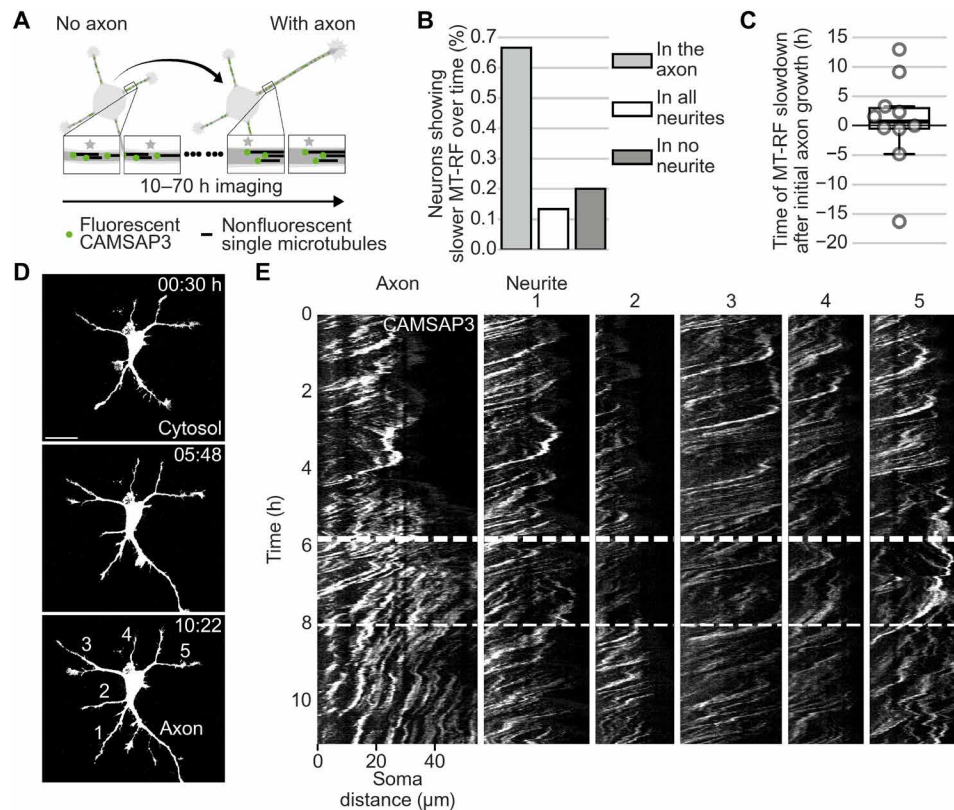 A
No axon
With axon
10–70 h imaging
Fluorescent
CAMSAP3
Nonfluorescent
single microtubules
B
Neurons showing
slower MT-RF over time (%)
0.7
0.6
0.5
0.4
0.3
0.2
0.1
0.0
In the
axon
In all
neurites
In no
neurite
C
Time of MT-RF slowdown
after initial axon growth (h)
15
10
5
0
−5
−10
−15
−20
D
00:30 h
Cytosol
05:48
10:22
3
4
5
2
1
Axon
E
Axon
Neurite
1
2
3
4
5
CAMSAP3
Time (h)
0
2
4
6
8
10
0
20
40
Soma
distance (µm)